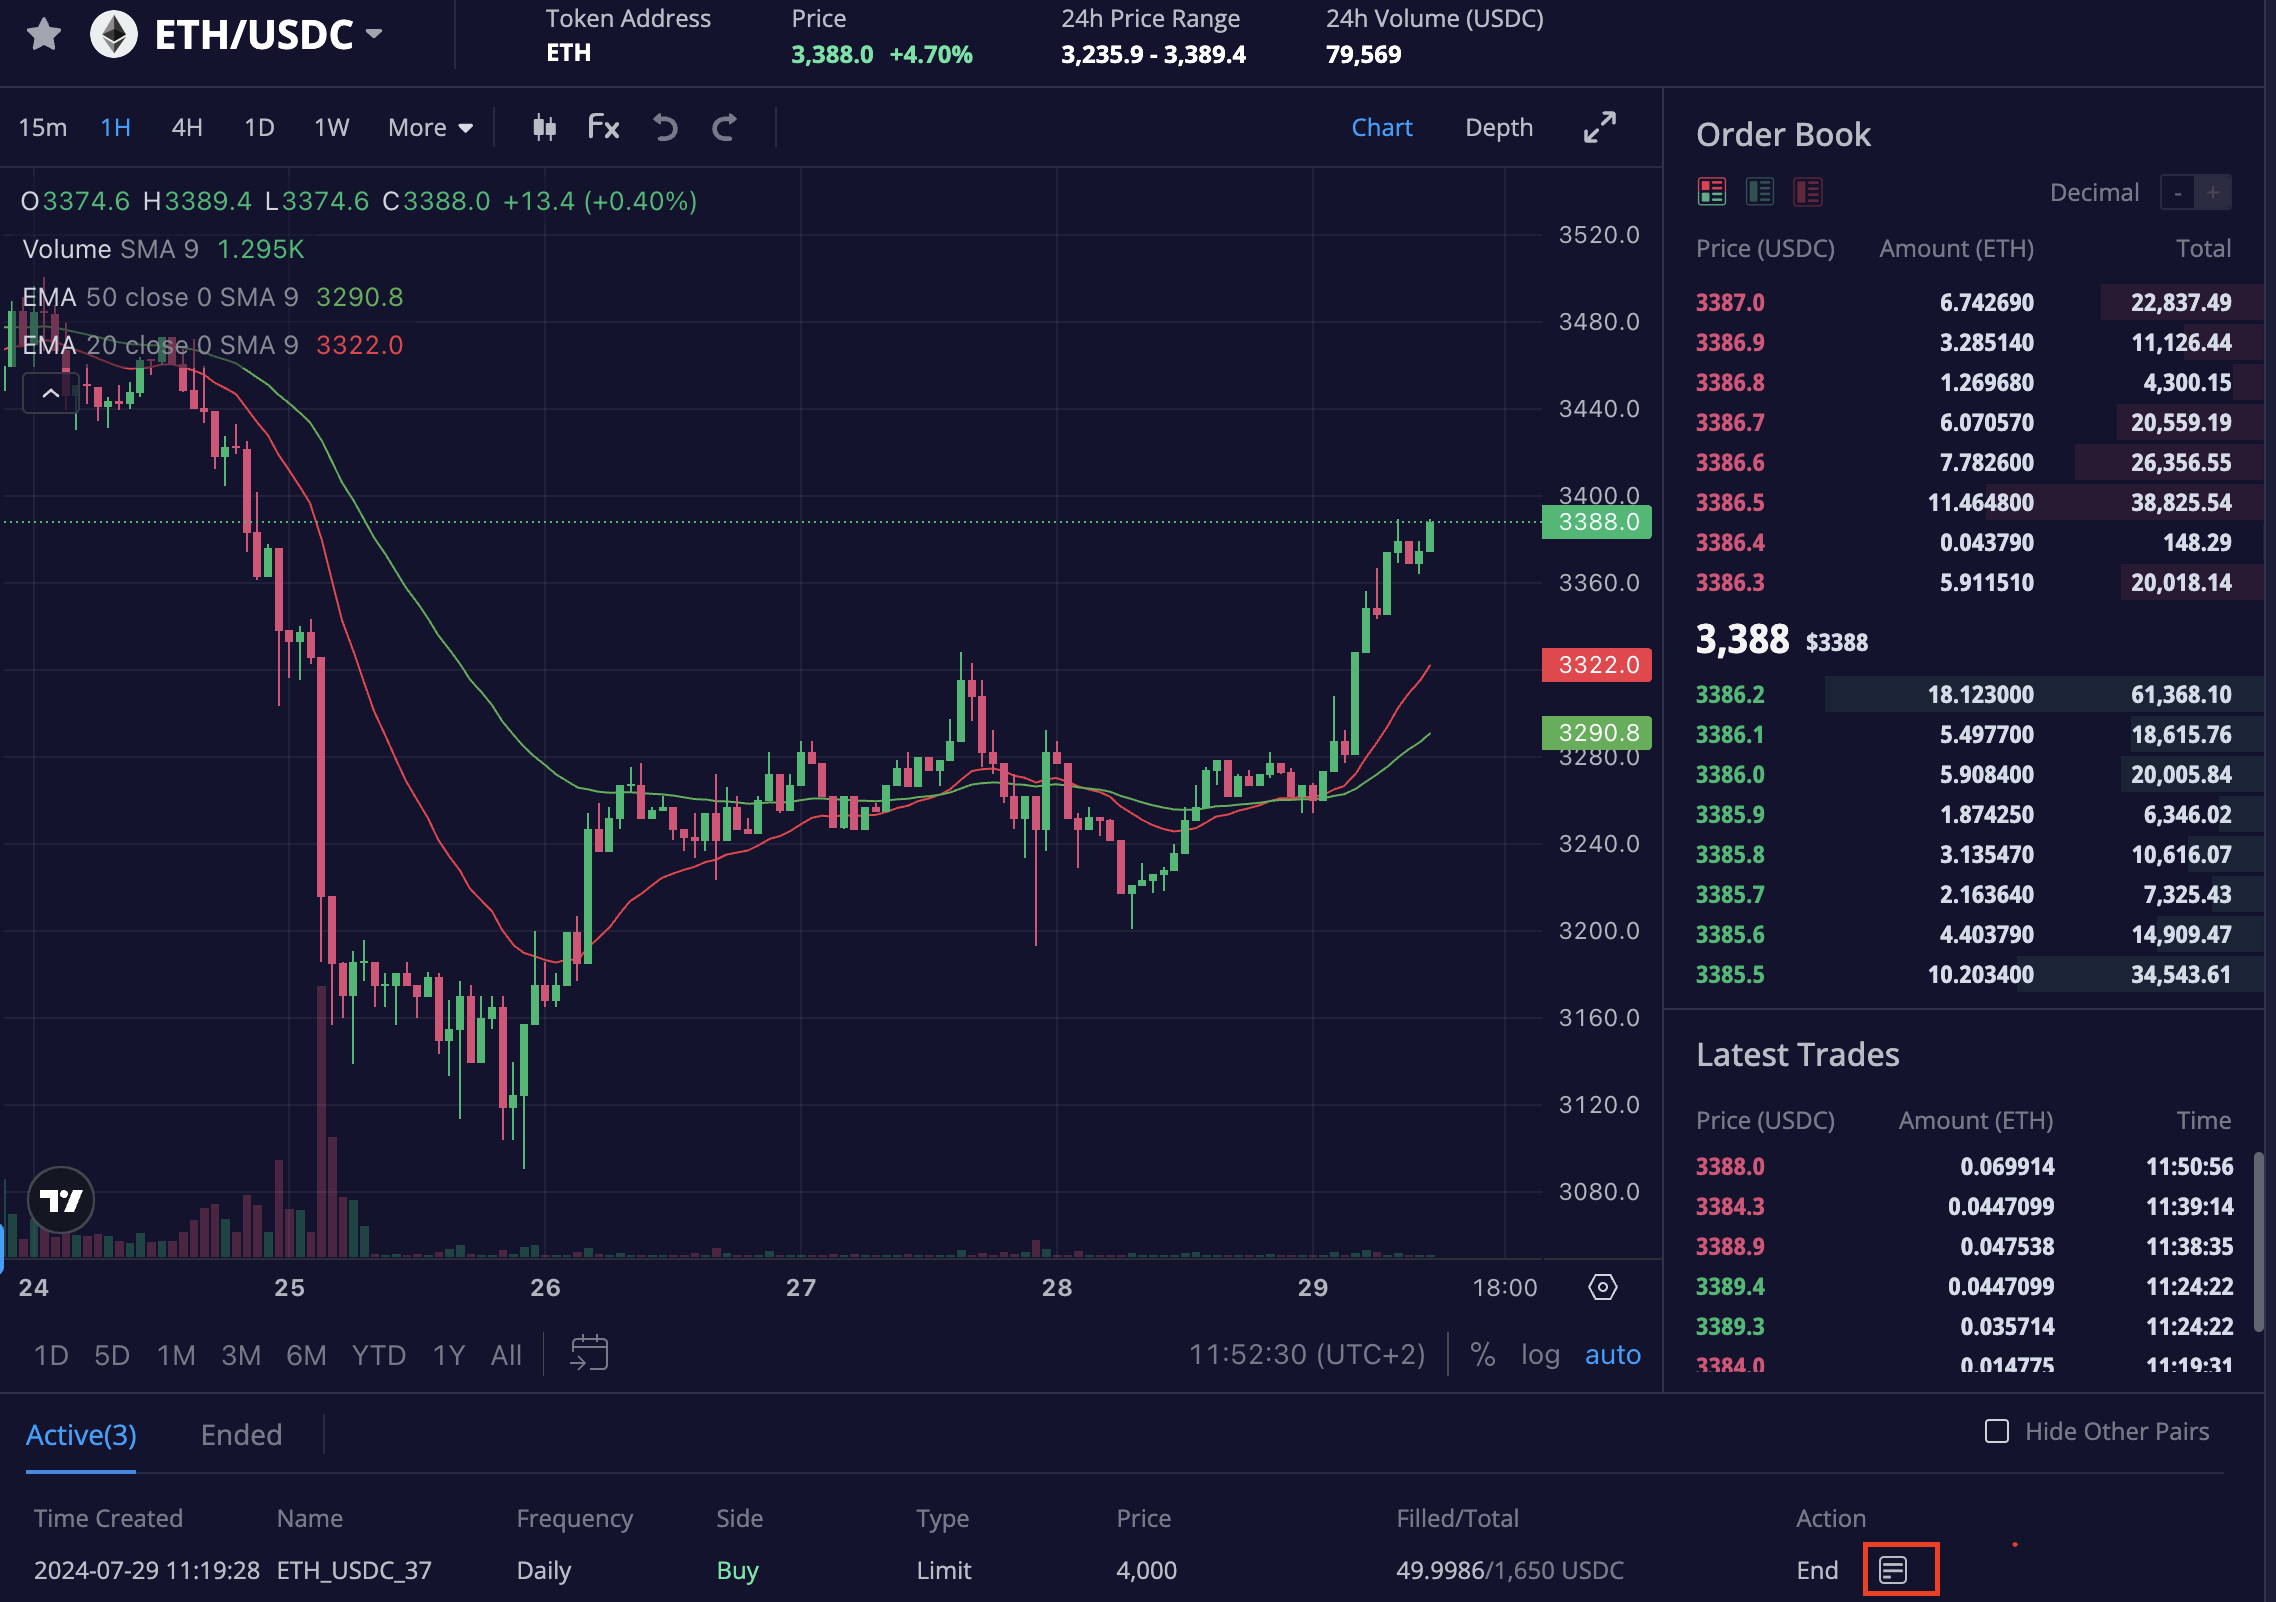 ETH/USDC
Token Address
ETH
Price
3,388.0 +4.70%
24h Price Range
3,235.9 - 3,389.4
24h Volume (USDC)
79,569
15m 1H 4H 1D 1W More Fx Chart Depth
O3374.6 H3389.4 L3374.6 C3388.0 +13.4 (+0.40%)
Volume SMA 9 1.295K
EMA 50 close 0 SMA 9 3290.8
EMA 20 close 0 SMA 9 3322.0
3520.0
3480.0
3440.0
3400.0
3388.0
3360.0
3322.0
3290.8
3280.0
3240.0
3200.0
3160.0
3120.0
3080.0
24 25 26 27 28 29 18:00
1D 5D 1M 3M 6M YTD 1Y All 11:52:30 (UTC+2) % log auto
Order Book
Decimal - +
Price (USDC) Amount (ETH) Total
3387.0 6.742690 22,837.49
3386.9 3.285140 11,126.44
3386.8 1.269680 4,300.15
3386.7 6.070570 20,559.19
3386.6 7.782600 26,356.55
3386.5 11.464800 38,825.54
3386.4 0.043790 148.29
3386.3 5.911510 20,018.14
3,388 $3388
3386.2 18.123000 61,368.10
3386.1 5.497700 18,615.76
3386.0 5.908400 20,005.84
3385.9 1.874250 6,346.02
3385.8 3.135470 10,616.07
3385.7 2.163640 7,325.43
3385.6 4.403790 14,909.47
3385.5 10.203400 34,543.61
Latest Trades
Price (USDC) Amount (ETH) Time
3388.0 0.069914 11:50:56
3384.3 0.0447099 11:39:14
3388.9 0.047538 11:38:35
3389.4 0.0447099 11:24:22
3389.3 0.035714 11:24:22
3384.0 0.014775 11:19:31
Active(3) Ended Hide Other Pairs
Time Created Name Frequency Side Type Price Filled/Total Action
2024-07-29 11:19:28 ETH_USDC_37 Daily Buy Limit 4,000 49.9986/1,650 USDC End